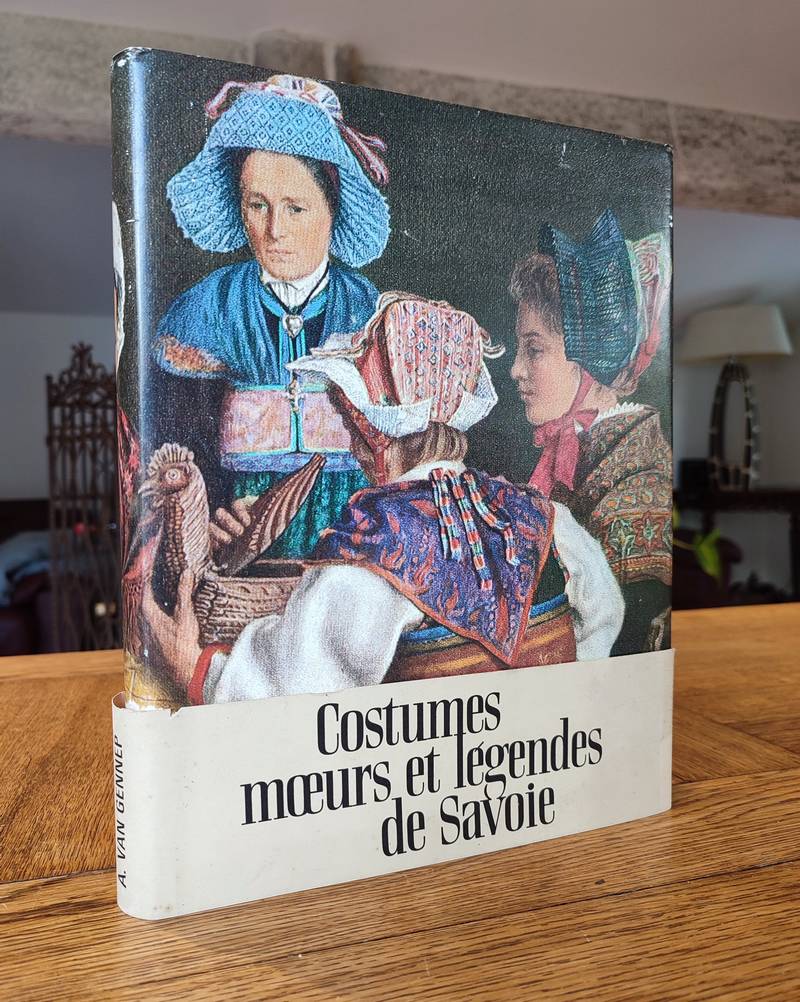 Costumes
mœurs et légendes
de Savoie
A. VAN GENNEP